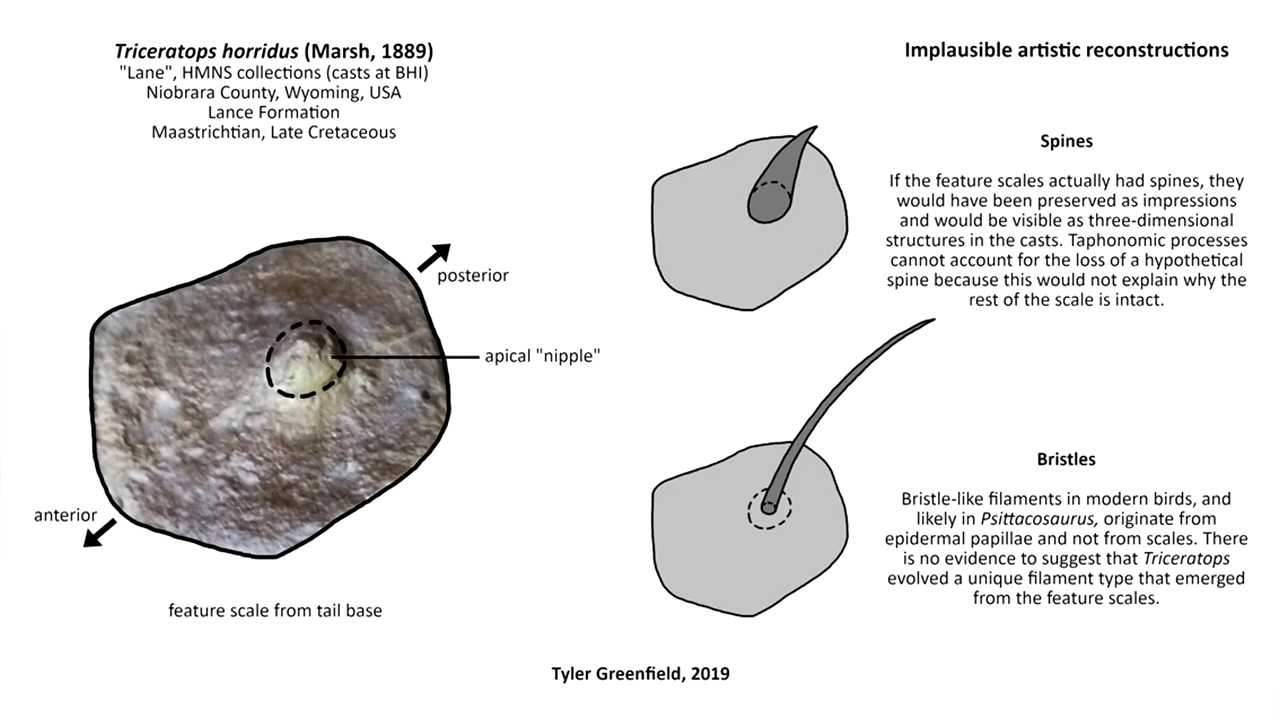 Triceratops horridus (Marsh, 1889)
"Lane", HMNS collections (casts at BHI)
Niobrara County, Wyoming, USA
Lance Formation
Maastrichtian, Late Cretaceous
posterior
apical "nipple"
anterior
feature scale from tail base
Implausible artistic reconstructions
Spines
If the feature scales actually had spines, they
would have been preserved as impressions
and would be visible as three-dimensional
structures in the casts. Taphonomic processes
cannot account for the loss of a hypothetical
spine because this would not explain why the
rest of the scale is intact.
Bristles
Bristle-like filaments in modern birds, and
likely in Psittacosaurus, originate from
epidermal papillae and not from scales. There
is no evidence to suggest that Triceratops
evolved a unique filament type that emerged
from the feature scales.
Tyler Greenfield, 2019